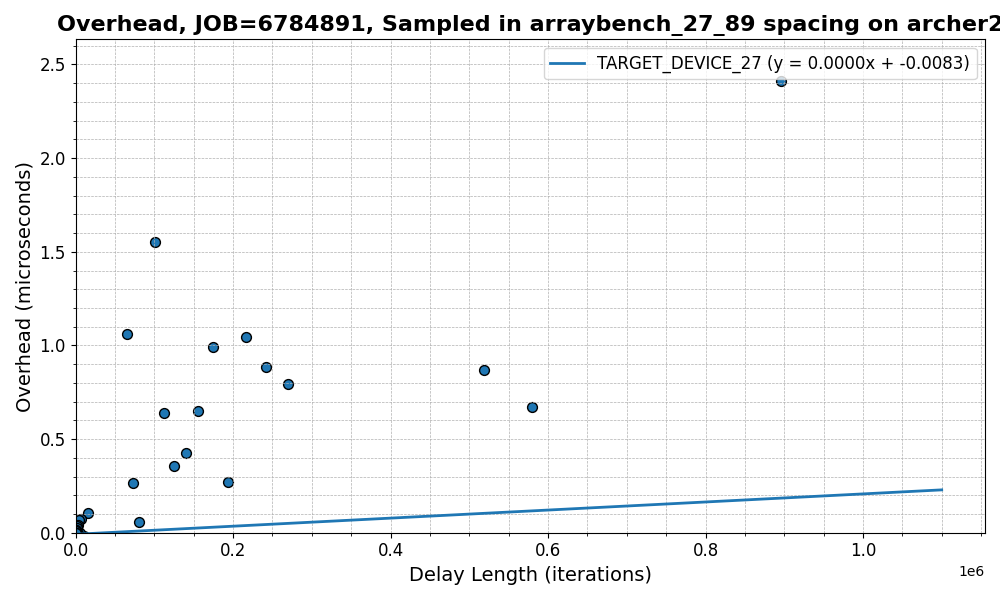 Overhead, JOB=6784891, Sampled in arraybench_27_89 spacing on archer2
TARGET_DEVICE_27 (y = 0.0000x + -0.0083)
Overhead (microseconds)
2.5
2.0
1.5
1.0
0.5
0.0
0.0 0.2 0.4 0.6 0.8 1.0
1e6
Delay Length (iterations)